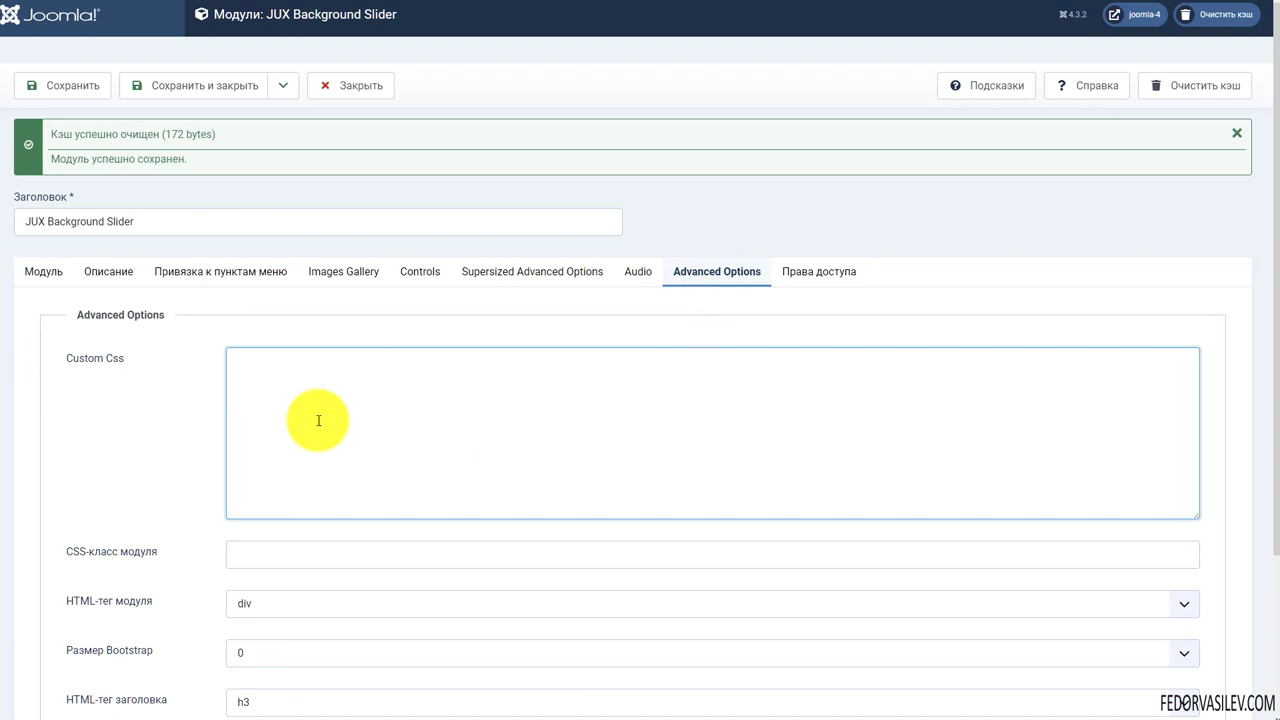 Joomla!®
Модули: JUX Background Slider
4.3.2
joomla-4
Очистить кэш
Сохранить
Сохранить и закрыть
Закрыть
Подсказки
Справка
Очистить кэш
Кэш успешно очищен (172 bytes)
Модуль успешно сохранен.
Заголовок *
JUX Background Slider
Модуль Описание Привязка к пунктам меню Images Gallery Controls Supersized Advanced Options Audio Advanced Options Права доступа
Advanced Options
Custom Css
CSS-класс модуля
HTML-тег модуля
div
Размер Bootstrap
0
HTML-тег заголовка
h3
FEDORVASILEV.COM